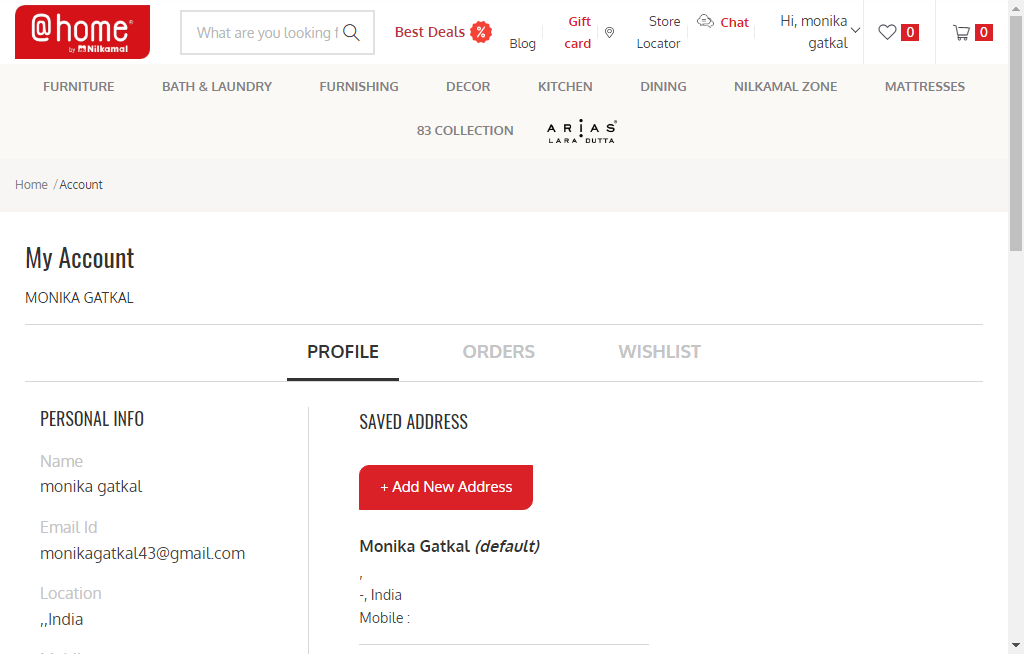 @home
by Nilkamal
What are you looking f
Best Deals %
Blog
Gift card
Store Locator
Chat
Hi, monika gatkal
0
0
FURNITURE BATH & LAUNDRY FURNISHING DECOR KITCHEN DINING NILKAMAL ZONE MATTRESSES
83 COLLECTION ARIAS
LARA DUTTA
Home / Account
My Account
MONIKA GATKAL
PROFILE ORDERS WISHLIST
PERSONAL INFO
Name
monika gatkal
Email Id
monikagatkal43@gmail.com
Location
,,India
SAVED ADDRESS
+ Add New Address
Monika Gatkal (default)
,
-, India
Mobile :